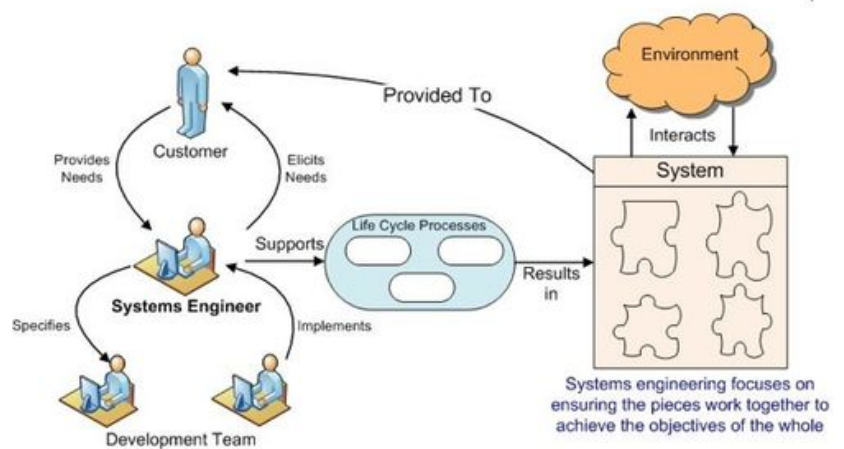 Environment
Provided To
Interacts
Customer
System
Provides
Needs
Elicits
Needs
Life Cycle Processes
Supports
Results
in
Systems Engineer
Specifies
Implements
Systems engineering focuses on
ensuring the pieces work together to
achieve the objectives of the whole
Development Team